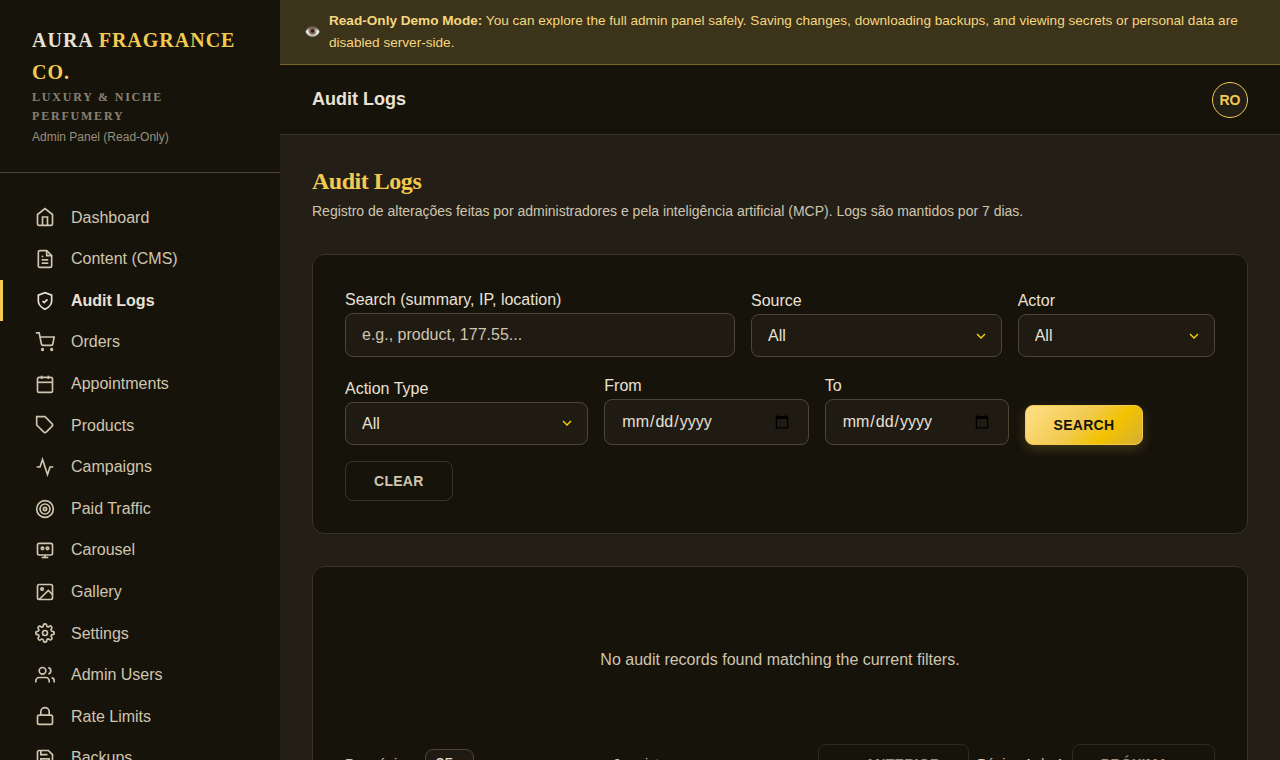 AURA FRAGRANCE
CO.
LUXURY & NICHE
PERFUMERY
Admin Panel (Read-Only)
Dashboard
Content (CMS)
Audit Logs
Orders
Appointments
Products
Campaigns
Paid Traffic
Carousel
Gallery
Settings
Admin Users
Rate Limits
Backups
Read-Only Demo Mode: You can explore the full admin panel safely. Saving changes, downloading backups, and viewing secrets or personal data are
disabled server-side.
Audit Logs
RO
Audit Logs
Registro de alterações feitas por administradores e pela inteligência artificial (MCP). Logs são mantidos por 7 dias.
Search (summary, IP, location)
Source
Actor
e.g., product, 177.55...
All
All
Action Type
From
To
All
mm/dd/yyyy
mm/dd/yyyy
SEARCH
CLEAR
No audit records found matching the current filters.